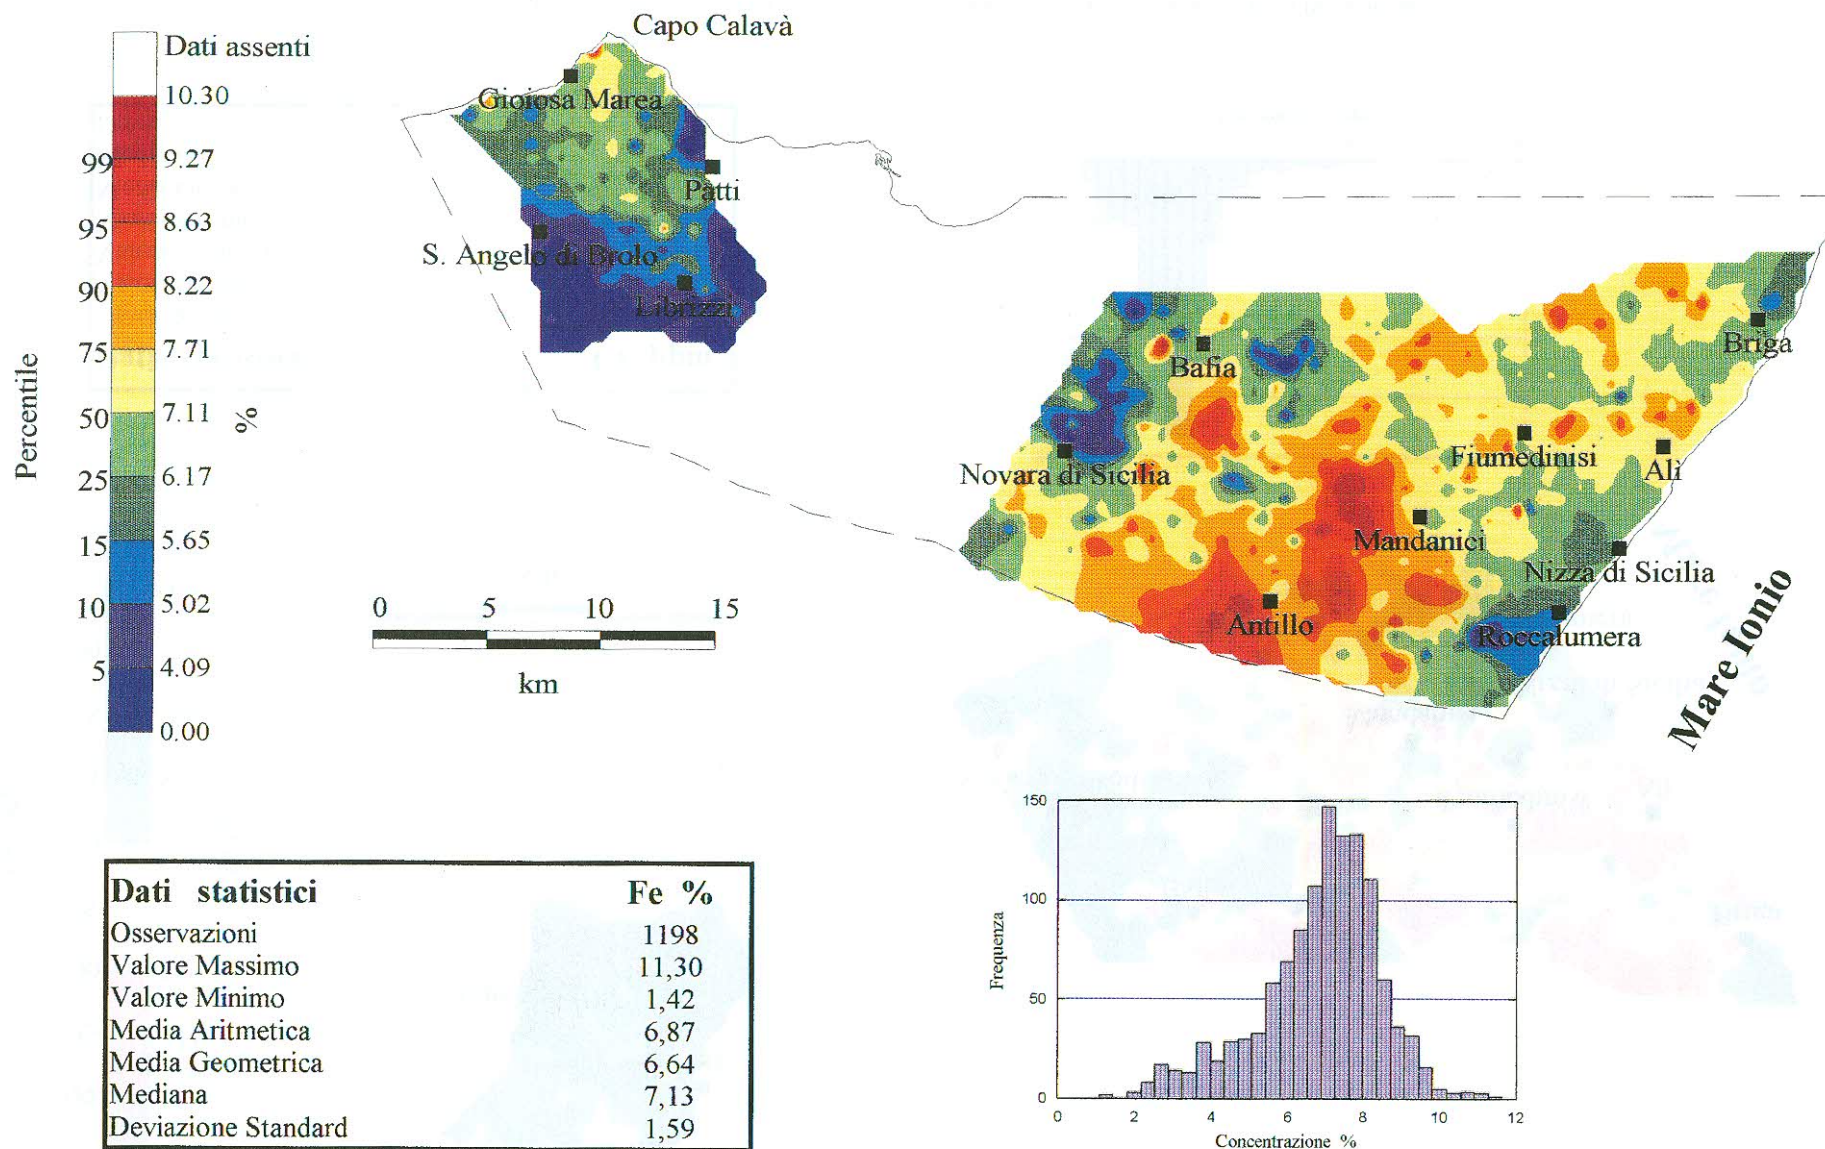 Capo Calavà
Dati assenti
10.30
Gioiosa Marea
99
9.27
Patti
95
8.63
S. Angelo di Brolo
90
8.22
Librizzi
75
7.71
Percentile
50
7.11
%
25
6.17
15
5.65
10
5.02
5
4.09
0.00
Briga
Bafia
Fiumedinisi
Alì
Novara di Sicilia
Mandanici
Nizza di Sicilia
Antillo
Roccalumera
Mare Ionio
0 5 10 15
km
Dati statistici Fe %
Osservazioni 1198
Valore Massimo 11,30
Valore Minimo 1,42
Media Aritmetica 6,87
Media Geometrica 6,64
Mediana 7,13
Deviazione Standard 1,59
150
100
50
0
Frequenza
0 2 4 6 8 10 12
Concentrazione %